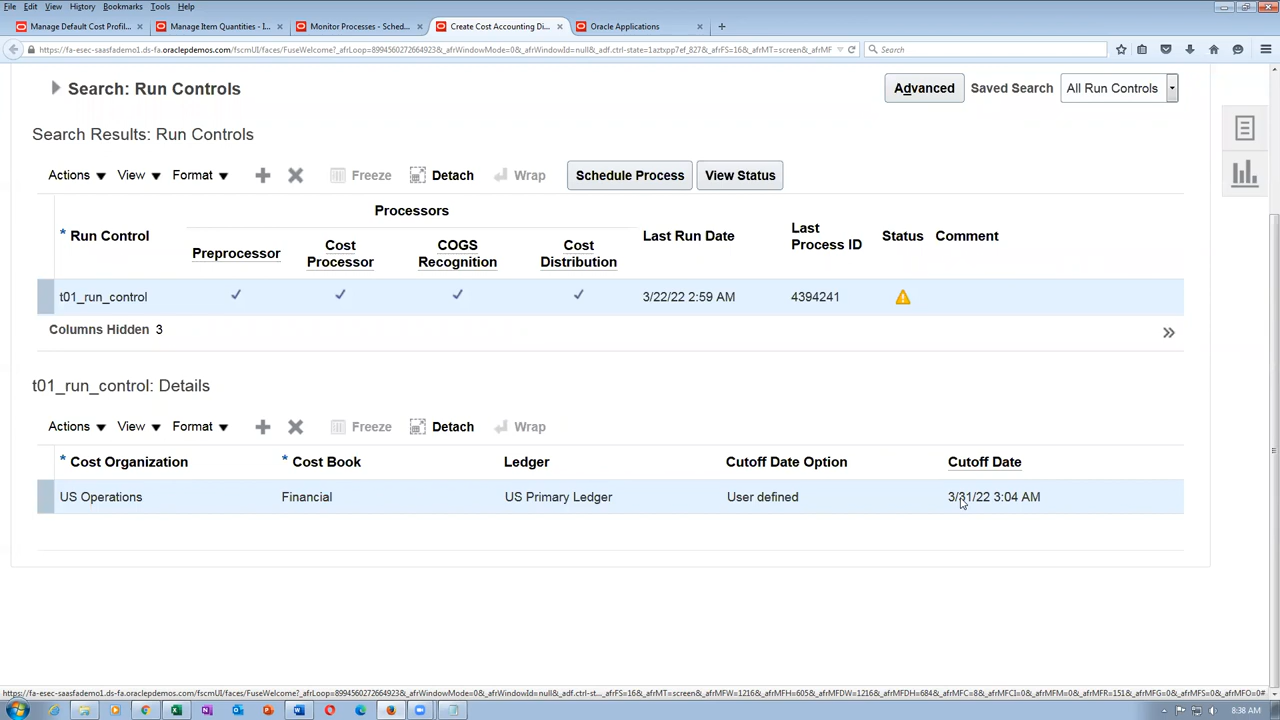 File Edit View History Bookmarks Tools Help
Manage Default Cost Profi... × Manage Item Quantities - I... × Monitor Processes - Sched... × Create Cost Accounting Di... × Oracle Applications × +
Search
Search: Run Controls Advanced Saved Search All Run Controls
Search Results: Run Controls
Actions View Format Freeze Detach Wrap Schedule Process View Status
Processors
* Run Control Preprocessor Cost Processor COGS Recognition Cost Distribution Last Run Date Last Process ID Status Comment
t01_run_control ✓ ✓ ✓ ✓ 3/22/22 2:59 AM 4394241
Columns Hidden 3
t01_run_control: Details
Actions View Format Freeze Detach Wrap
* Cost Organization * Cost Book Ledger Cutoff Date Option Cutoff Date
US Operations Financial US Primary Ledger User defined 3/31/22 3:04 AM
8:38 AM